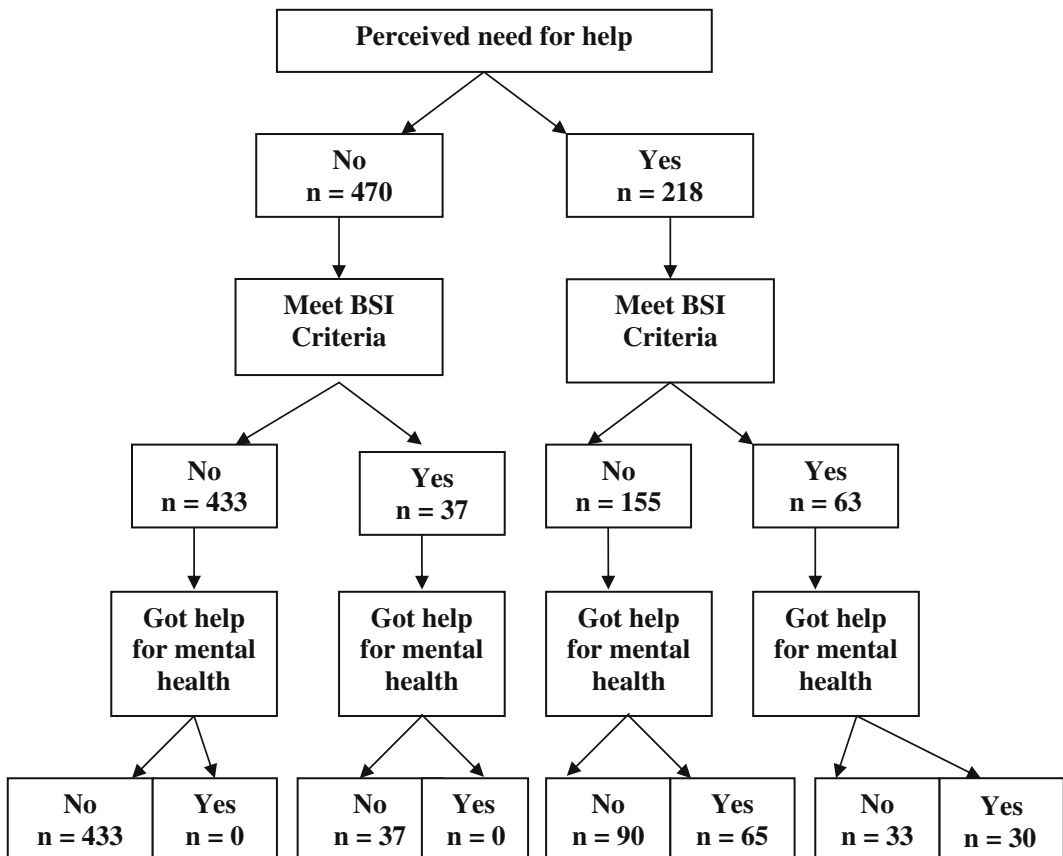 Perceived need for help
No
n = 470
Yes
n = 218
Meet BSI
Criteria
Meet BSI
Criteria
No
n = 433
Yes
n = 37
No
n = 155
Yes
n = 63
Got help
for mental
health
Got help
for mental
health
Got help
for mental
health
Got help
for mental
health
No
n = 433
Yes
n = 0
No
n = 37
Yes
n = 0
No
n = 90
Yes
n = 65
No
n = 33
Yes
n = 30